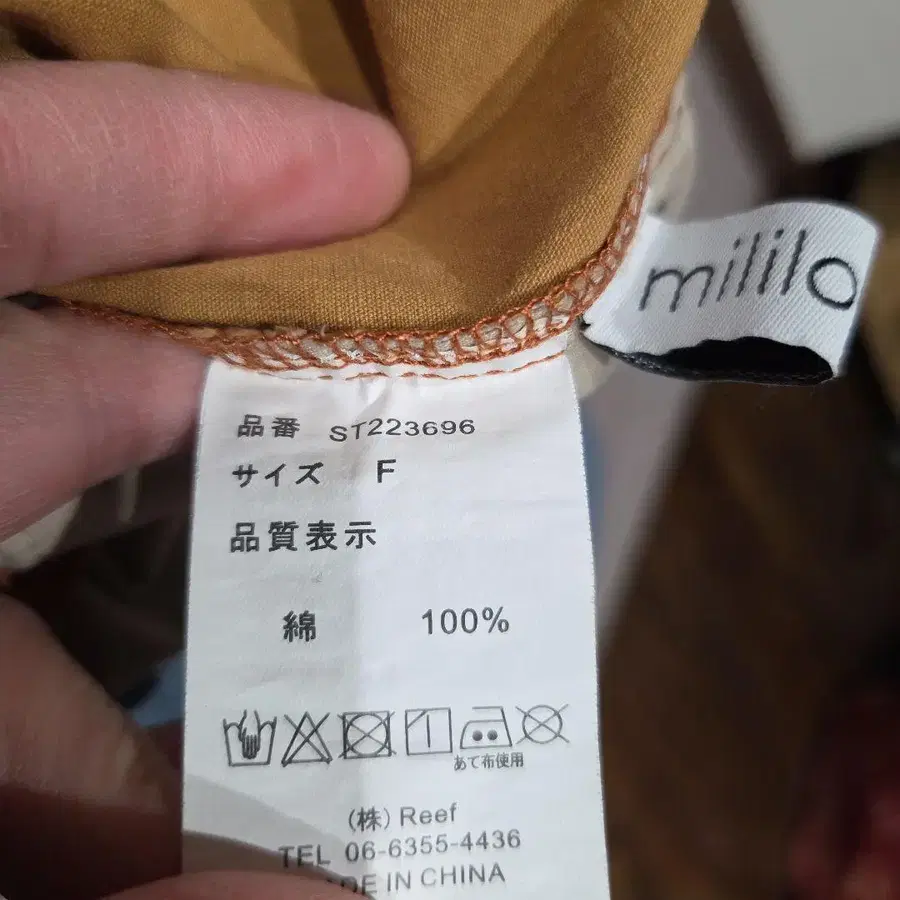 mililo
品番 ST223696
サイズ F
品質表示
綿 100%
あて布使用
(株) Reef
TEL 06-6355-4436
DE IN CHINA